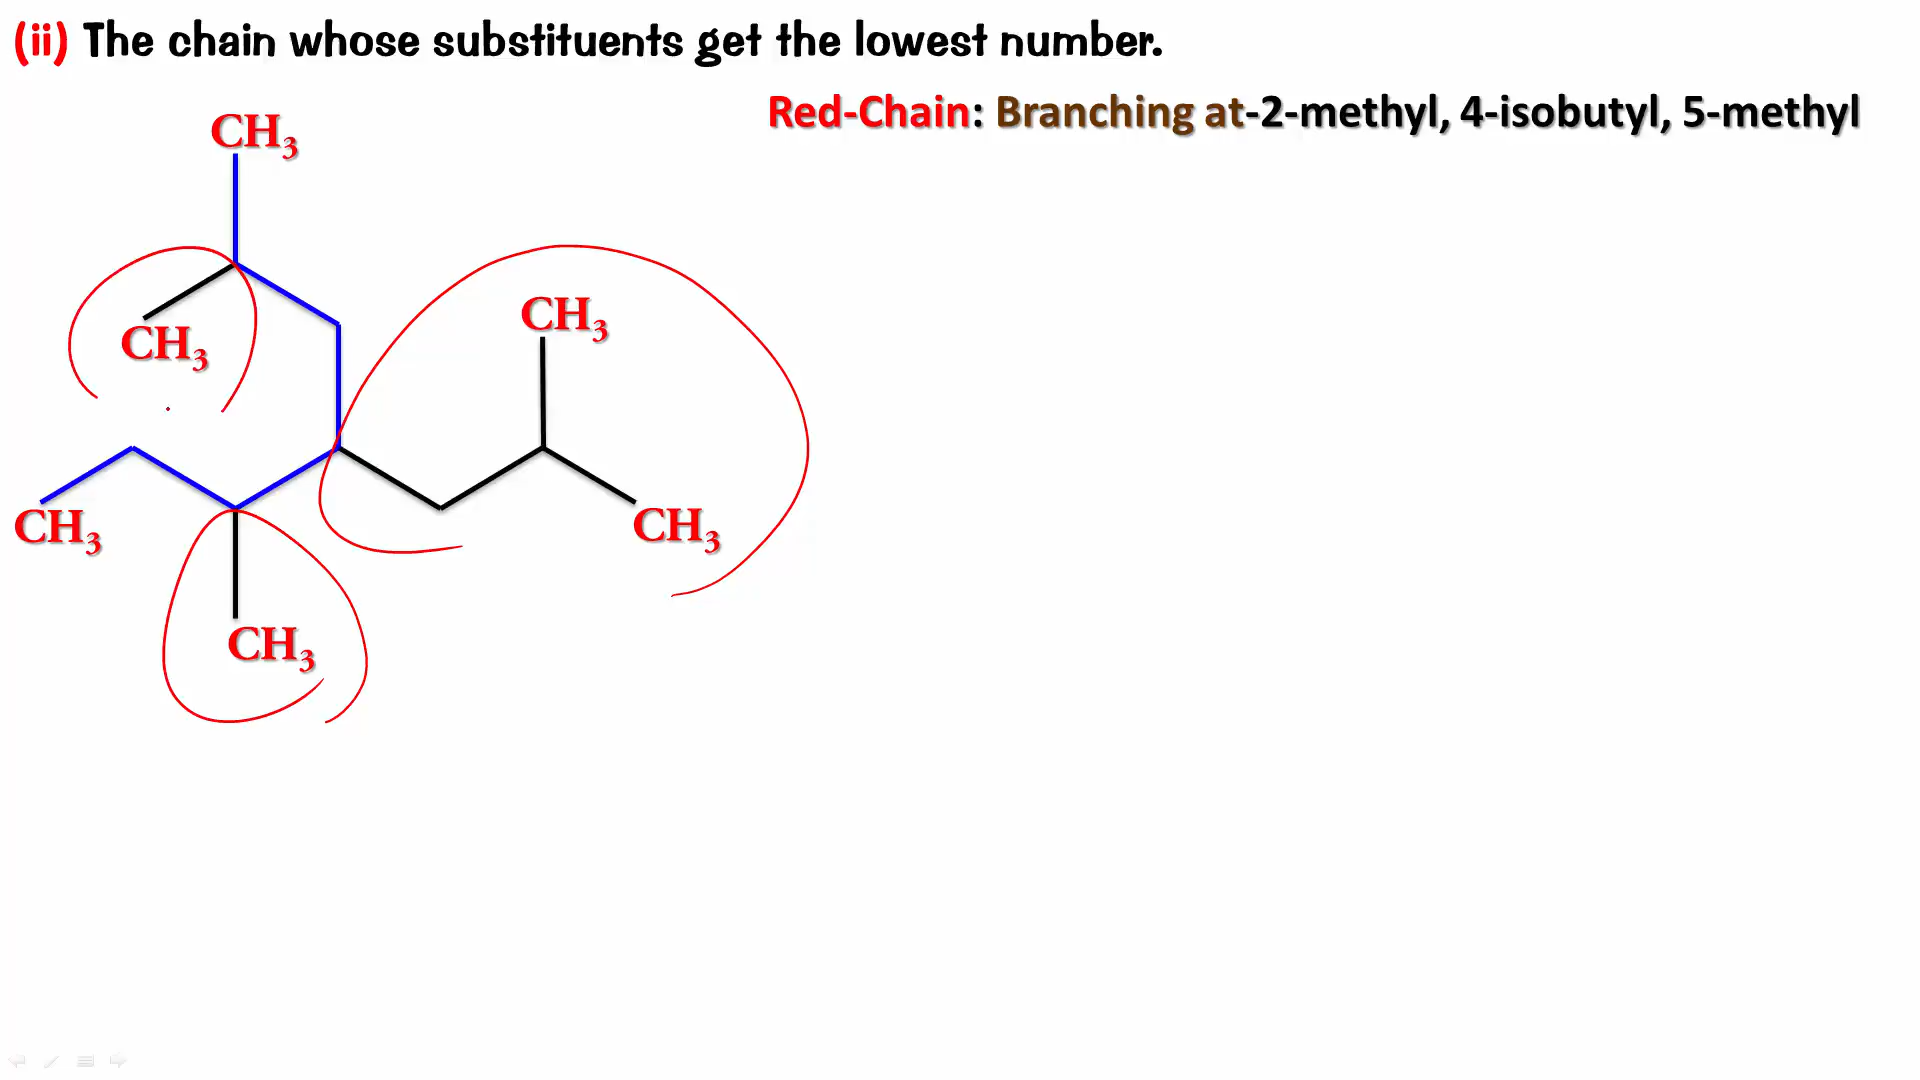 (ii) The chain whose substituents get the lowest number.
Red-Chain: Branching at-2-methyl, 4-isobutyl, 5-methyl
CH₃
CH₃
CH₃
CH₃
CH₃
CH₃